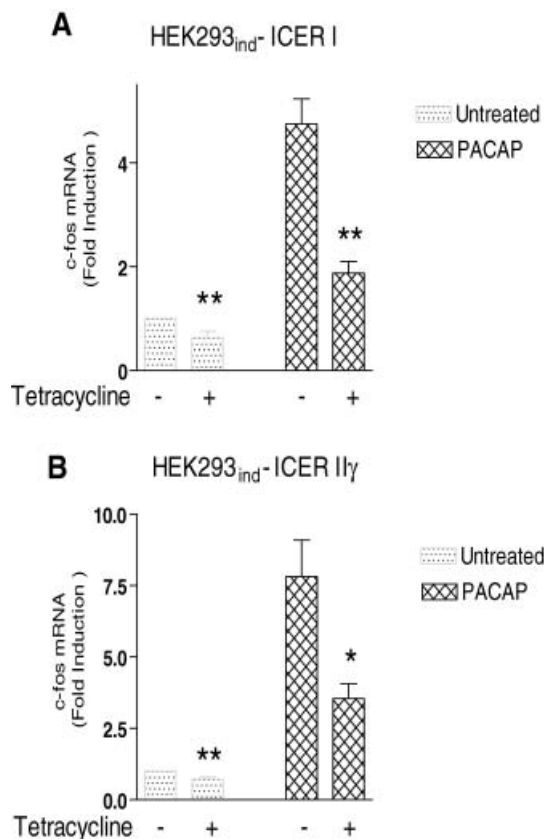 A
HEK293ind- ICER I
Untreated
PACAP
c-fos mRNA
(Fold Induction )
4
2
0
**
**
Tetracycline - + - +
B
HEK293ind- ICER IIγ
Untreated
PACAP
c-fos mRNA
(Fold Induction )
10.0
7.5
5.0
2.5
0.0
**
*
Tetracycline - + - +